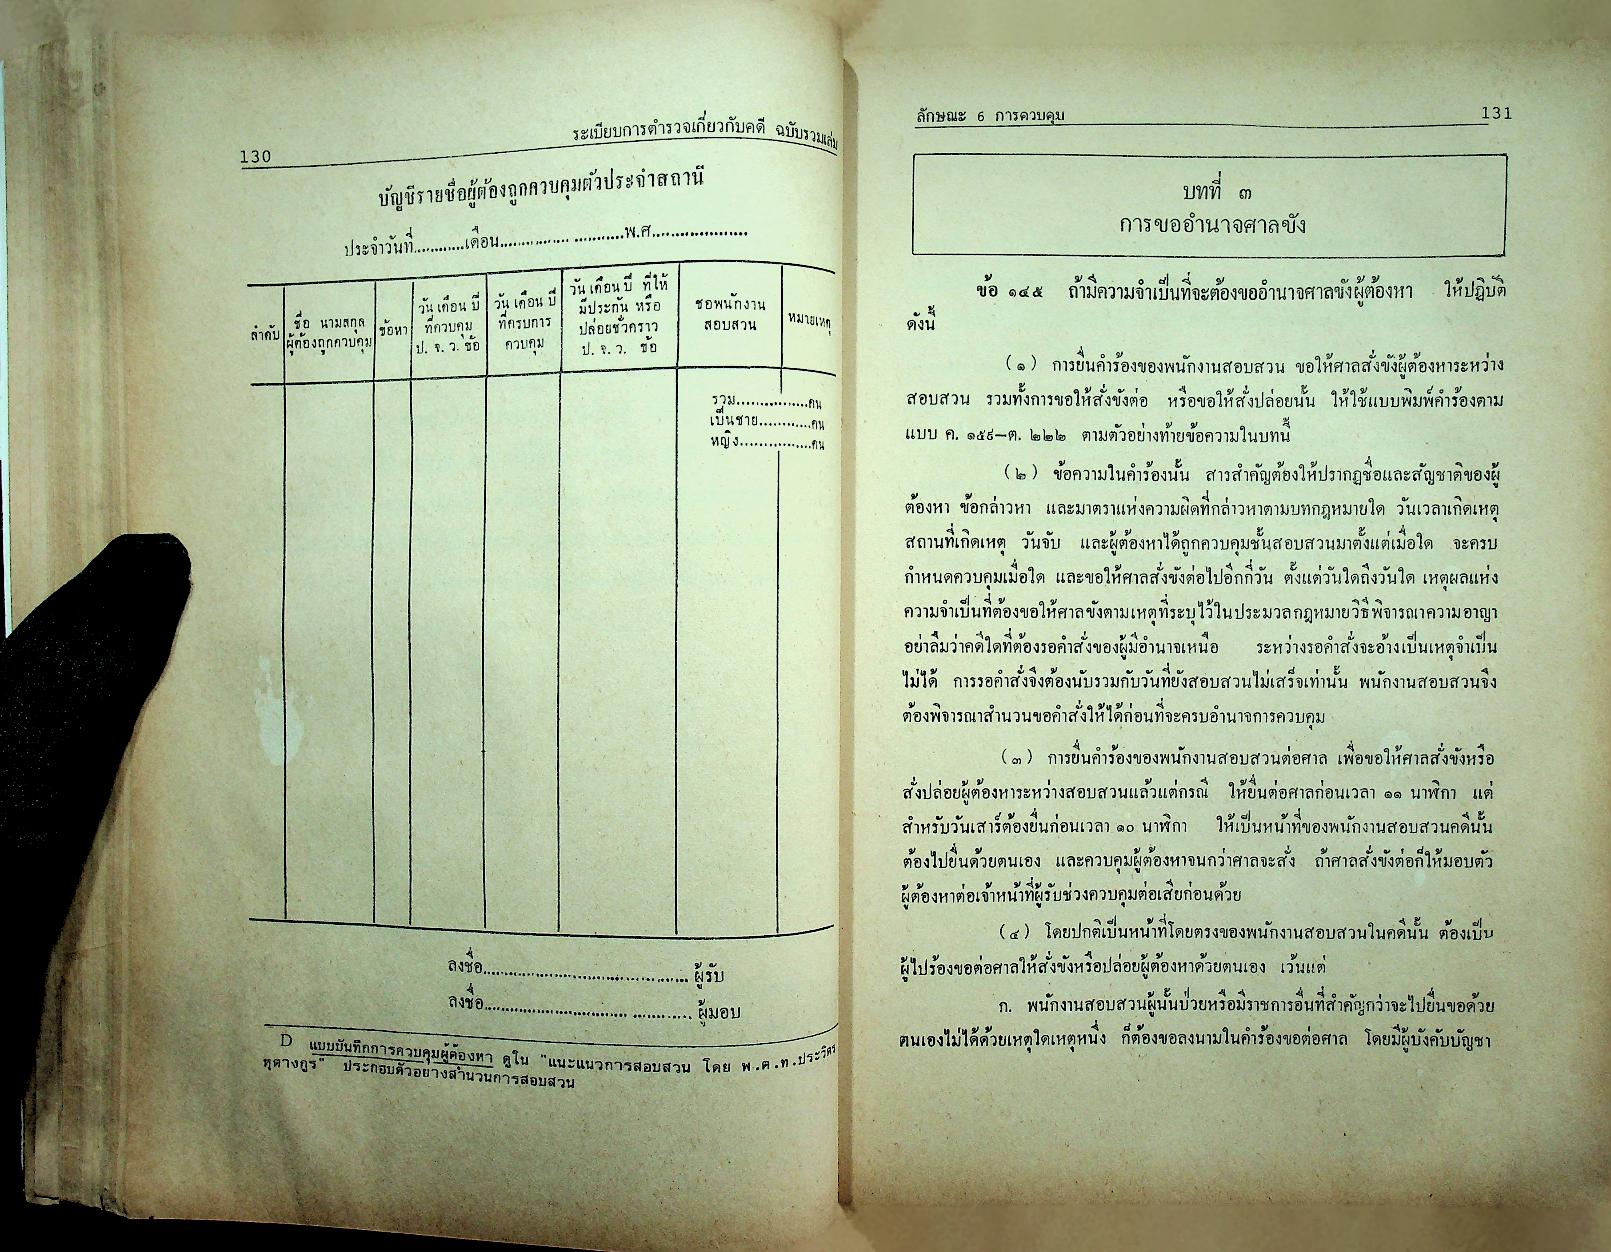 ระเบียบการตำรวจเกี่ยวกับคดี ฉบับรวมเล่ม
130
บัญชีรายชื่อผู้ต้องถูกควบคุมตัวประจำสถานี
ประจำวันที่...........เดือน...........................พ.ศ....................
ลำดับ
ชื่อ นามสกุล
ผู้ต้องถูกควบคุม
ข้อหา
วัน เดือน ปี
ที่ควบคุม
ป. จ. ว. ข้อ
วัน เดือน ปี
ที่ครบการ
ควบคุม
วัน เดือน ปี ที่ให้
มีประกัน หรือ
ปล่อยชั่วคราว
ป. จ. ว. ข้อ
ชื่อพนักงาน
สอบสวน
หมายเหตุ
รวม................คน
เป็นชาย............คน
หญิง................คน
ลงชื่อ........................................ ผู้รับ
ลงชื่อ........................................ ผู้มอบ
D แบบบันทึกการควบคุมผู้ต้องหา ดูใน "แนะแนวการสอบสวน โดย พ.ต.ท.ประวิตร
หุตางกูร" ประกอบตัวอย่างสำนวนการสอบสวน
ลักษณะ 6 การควบคุม
131
บทที่ ๓
การขออำนาจศาลขัง
ข้อ ๑๔๕ ถ้ามีความจำเป็นที่จะต้องขออำนาจศาลขังผู้ต้องหา ให้ปฏิบัติ
ดังนี้
(๑) การยื่นคำร้องของพนักงานสอบสวน ขอให้ศาลสั่งขังผู้ต้องหาระหว่าง
สอบสวน รวมทั้งการขอให้สั่งขังต่อ หรือขอให้สั่งปล่อยนั้น ให้ใช้แบบพิมพ์คำร้องตาม
แบบ ค. ๑๕๙–ต. ๒๒๒ ตามตัวอย่างท้ายข้อความในบทนี้
(๒) ข้อความในคำร้องนั้น สารสำคัญต้องให้ปรากฏชื่อและสัญชาติของผู้
ต้องหา ข้อกล่าวหา และมาตราแห่งความผิดที่กล่าวหาตามบทกฎหมายใด วันเวลาเกิดเหตุ
สถานที่เกิดเหตุ วันจับ และผู้ต้องหาได้ถูกควบคุมชั้นสอบสวนมาตั้งแต่เมื่อใด จะครบ
กำหนดควบคุมเมื่อใด และขอให้ศาลสั่งขังต่อไปอีกกี่วัน ตั้งแต่วันใดถึงวันใด เหตุผลแห่ง
ความจำเป็นที่ต้องขอให้ศาลขังตามเหตุที่ระบุไว้ในประมวลกฎหมายวิธีพิจารณาความอาญา
อย่าลืมว่าคดีใดที่ต้องรอคำสั่งของผู้มีอำนาจเหนือ ระหว่างรอคำสั่งจะอ้างเป็นเหตุจำเป็น
ไม่ได้ การรอคำสั่งจึงต้องนับรวมกับวันที่ยังสอบสวนไม่เสร็จเท่านั้น พนักงานสอบสวนจึง
ต้องพิจารณาสำนวนขอคำสั่งให้ได้ก่อนที่จะครบอำนาจการควบคุม
(๓) การยื่นคำร้องของพนักงานสอบสวนต่อศาล เพื่อขอให้ศาลสั่งขังหรือ
สั่งปล่อยผู้ต้องหาระหว่างสอบสวนแล้วแต่กรณี ให้ยื่นต่อศาลก่อนเวลา ๑๑ นาฬิกา แต่
สำหรับวันเสาร์ต้องยื่นก่อนเวลา ๑๐ นาฬิกา ให้เป็นหน้าที่ของพนักงานสอบสวนคดีนั้น
ต้องไปยื่นด้วยตนเอง และควบคุมผู้ต้องหาจนกว่าศาลจะสั่ง ถ้าศาลสั่งขังต่อก็ให้มอบตัว
ผู้ต้องหาต่อเจ้าหน้าที่ผู้รับช่วงควบคุมต่อเสียก่อนด้วย
(๔) โดยปกติเป็นหน้าที่โดยตรงของพนักงานสอบสวนในคดีนั้น ต้องเป็น
ผู้ไปร้องขอต่อศาลให้สั่งขังหรือปล่อยผู้ต้องหาด้วยตนเอง เว้นแต่
ก. พนักงานสอบสวนผู้นั้นป่วยหรือมีราชการอื่นที่สำคัญกว่าจะไปยื่นขอด้วย
ตนเองไม่ได้ด้วยเหตุใดเหตุหนึ่ง ก็ต้องขอลงนามในคำร้องขอต่อศาล โดยมีผู้บังคับบัญชา